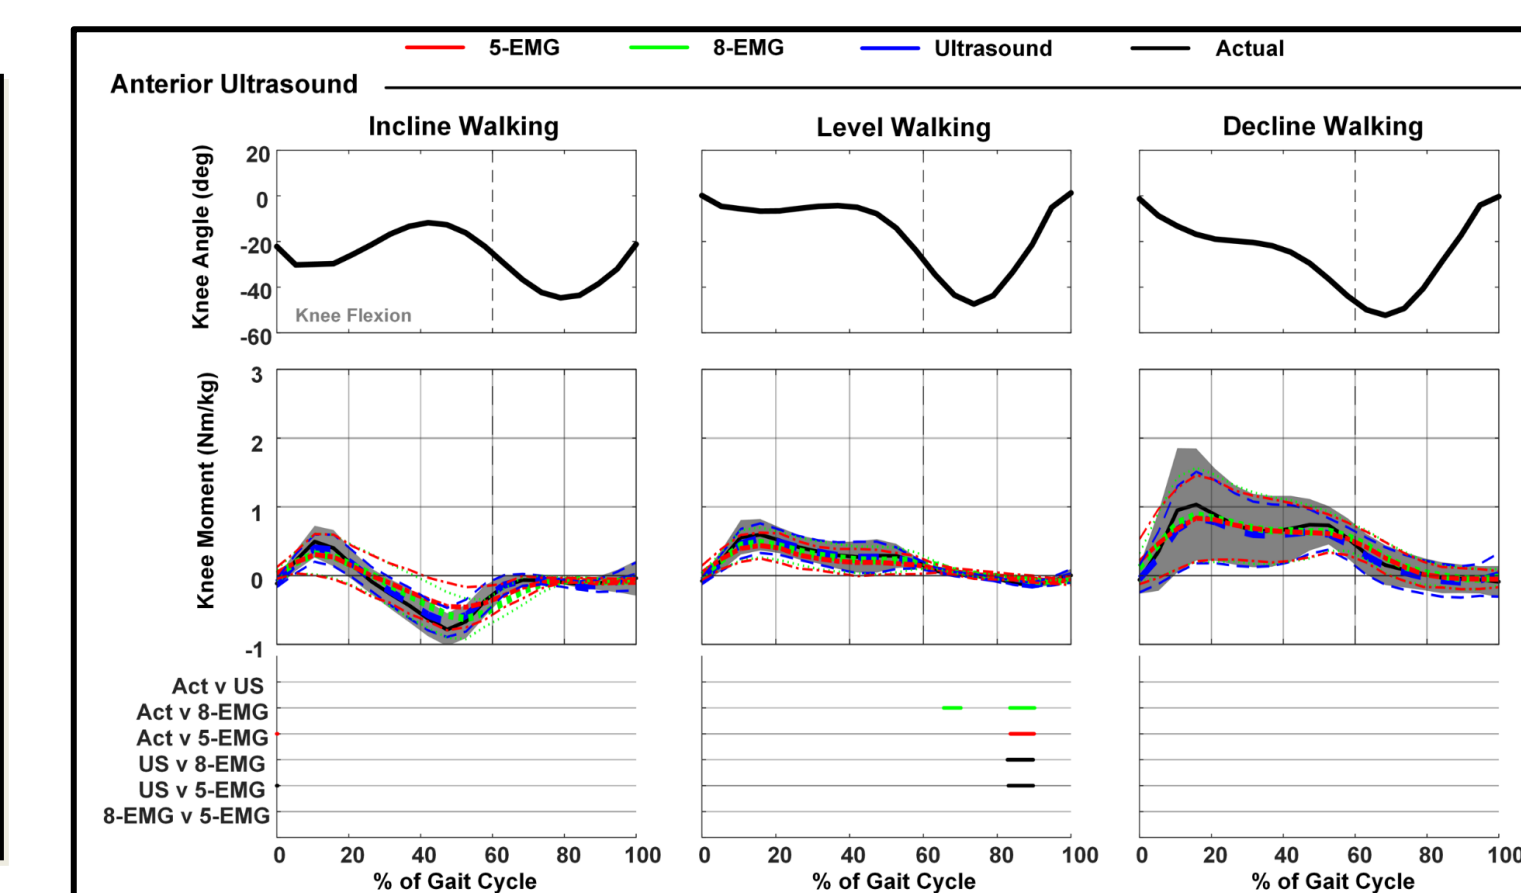 5-EMG 8-EMG Ultrasound Actual
Anterior Ultrasound
Incline Walking Level Walking Decline Walking
Knee Angle (deg)
20
0
-20
-40
-60
Knee Flexion
Knee Moment (Nm/kg)
3
2
1
0
-1
Act v US
Act v 8-EMG
Act v 5-EMG
US v 8-EMG
US v 5-EMG
8-EMG v 5-EMG
0 20 40 60 80 100 0 20 40 60 80 100 0 20 40 60 80 100
% of Gait Cycle % of Gait Cycle % of Gait Cycle